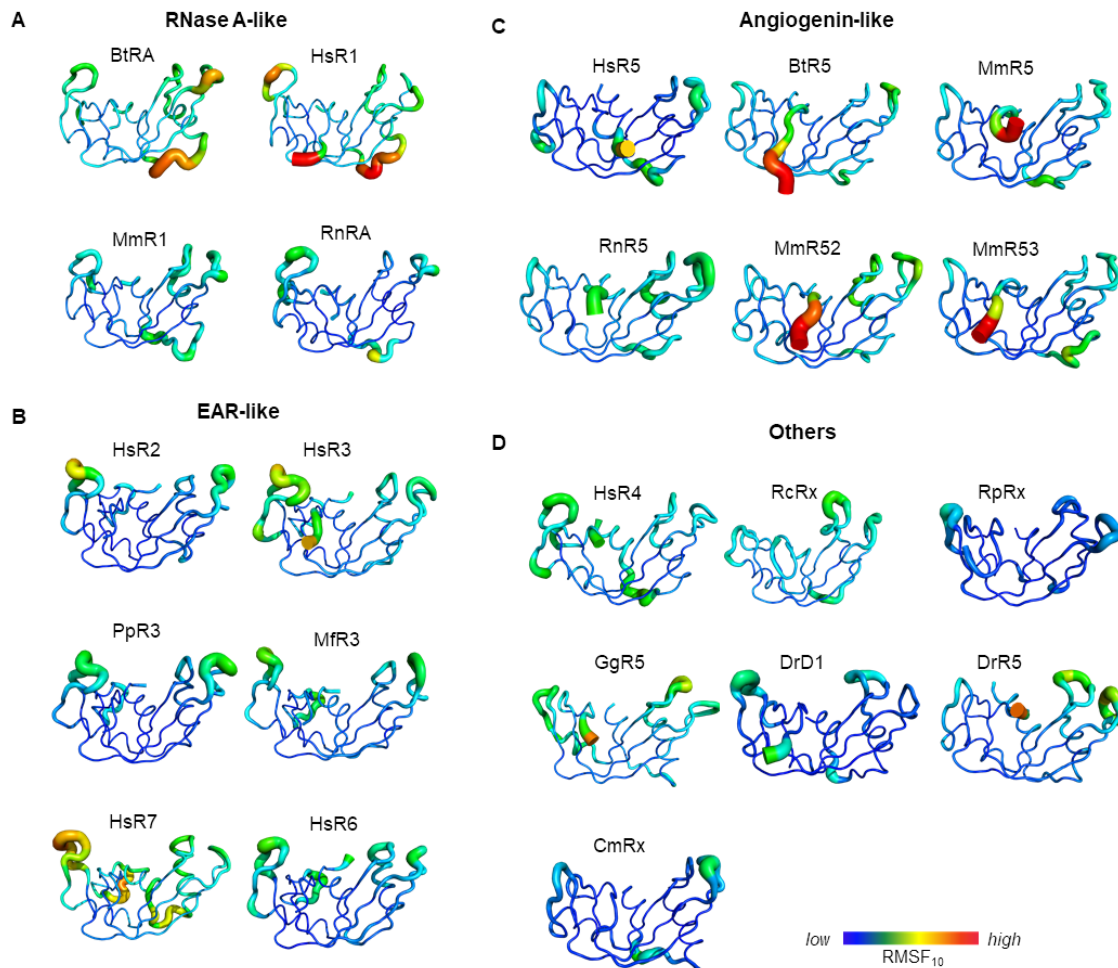 A
RNase A-like
BtRA
HsR1
MmR1
RnRA
B
EAR-like
HsR2
HsR3
PpR3
MfR3
HsR7
HsR6
C
Angiogenin-like
HsR5
BtR5
MmR5
RnR5
MmR52
MmR53
D
Others
HsR4
RcRx
RpRx
GgR5
DrD1
DrR5
CmRx
low
high
RMSF10